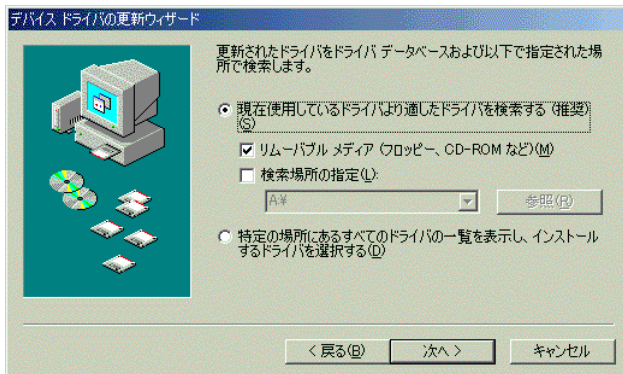 デバイス ドライバの更新ウィザード
更新されたドライバをドライバ データベースおよび以下で指定された場
所で検索します。
現在使用しているドライバより適したドライバを検索する (推奨)
(S)
リムーバブル メディア (フロッピー、CD-ROM など)(M)
検索場所の指定(L):
A:¥
参照(R)
特定の場所にあるすべてのドライバの一覧を表示し、インストール
するドライバを選択する(D)
< 戻る(B)
次へ >
キャンセル